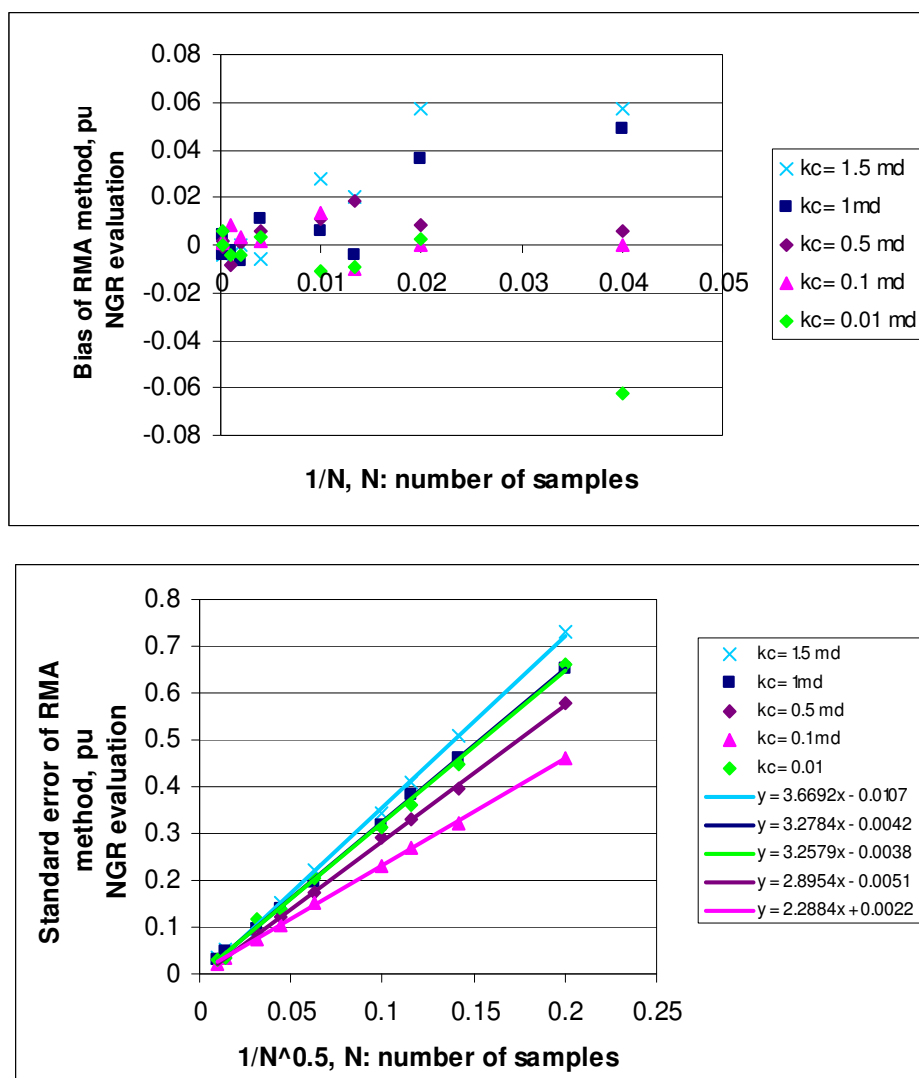 0.08
0.06
0.04
0.02
0
-0.02
-0.04
-0.06
-0.08
Bias of RMA method, pu
NGR evaluation
0 0.01 0.02 0.03 0.04 0.05
1/N, N: number of samples
kc= 1.5 md
kc= 1md
kc= 0.5 md
kc= 0.1 md
kc= 0.01 md
0.8
0.7
0.6
0.5
0.4
0.3
0.2
0.1
0
Standard error of RMA
method, pu
NGR evaluation
0 0.05 0.1 0.15 0.2 0.25
1/N^0.5, N: number of samples
kc= 1.5 md
kc= 1md
kc= 0.5 md
kc= 0.1md
kc= 0.01
y = 3.6692x - 0.0107
y = 3.2784x - 0.0042
y = 3.2579x - 0.0038
y = 2.8954x - 0.0051
y = 2.2884x + 0.0022